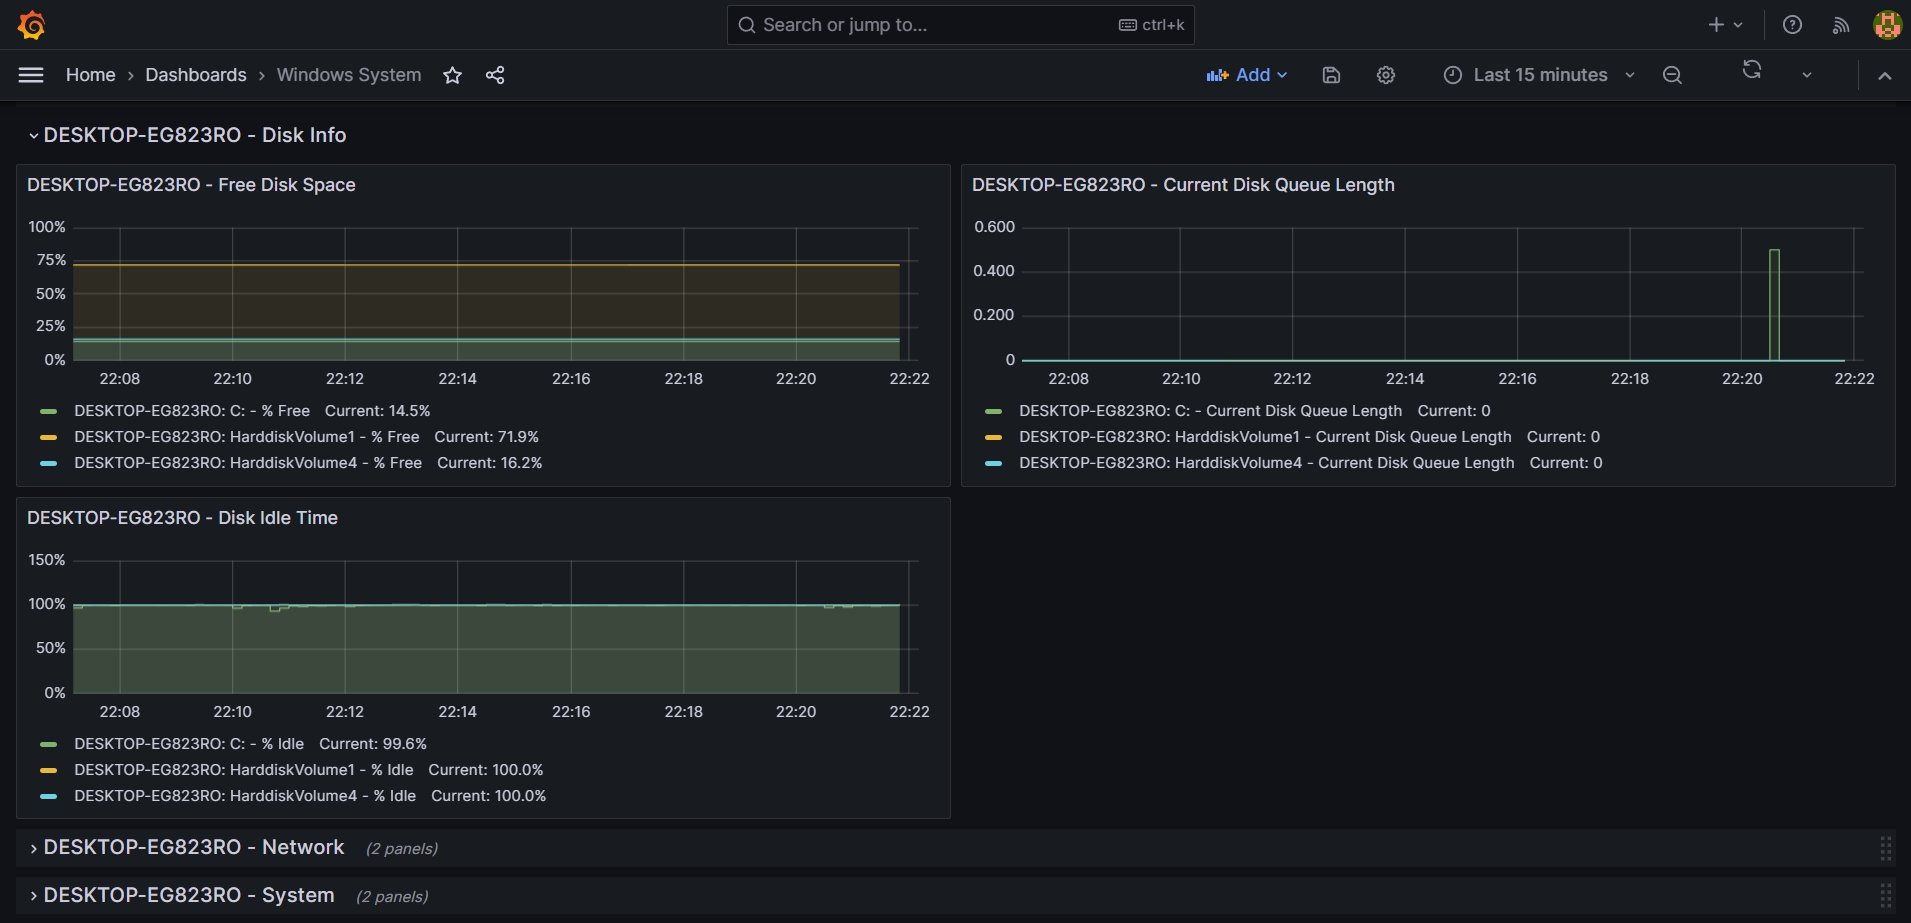 Search or jump to... ctrl+k
Home › Dashboards › Windows System Add Last 15 minutes
DESKTOP-EG823RO - Disk Info
DESKTOP-EG823RO - Free Disk Space
100%
75%
50%
25%
0%
22:08 22:10 22:12 22:14 22:16 22:18 22:20 22:22
DESKTOP-EG823RO: C: - % Free Current: 14.5%
DESKTOP-EG823RO: HarddiskVolume1 - % Free Current: 71.9%
DESKTOP-EG823RO: HarddiskVolume4 - % Free Current: 16.2%
DESKTOP-EG823RO - Current Disk Queue Length
0.600
0.400
0.200
0
22:08 22:10 22:12 22:14 22:16 22:18 22:20 22:22
DESKTOP-EG823RO: C: - Current Disk Queue Length Current: 0
DESKTOP-EG823RO: HarddiskVolume1 - Current Disk Queue Length Current: 0
DESKTOP-EG823RO: HarddiskVolume4 - Current Disk Queue Length Current: 0
DESKTOP-EG823RO - Disk Idle Time
150%
100%
50%
0%
22:08 22:10 22:12 22:14 22:16 22:18 22:20 22:22
DESKTOP-EG823RO: C: - % Idle Current: 99.6%
DESKTOP-EG823RO: HarddiskVolume1 - % Idle Current: 100.0%
DESKTOP-EG823RO: HarddiskVolume4 - % Idle Current: 100.0%
DESKTOP-EG823RO - Network (2 panels)
DESKTOP-EG823RO - System (2 panels)